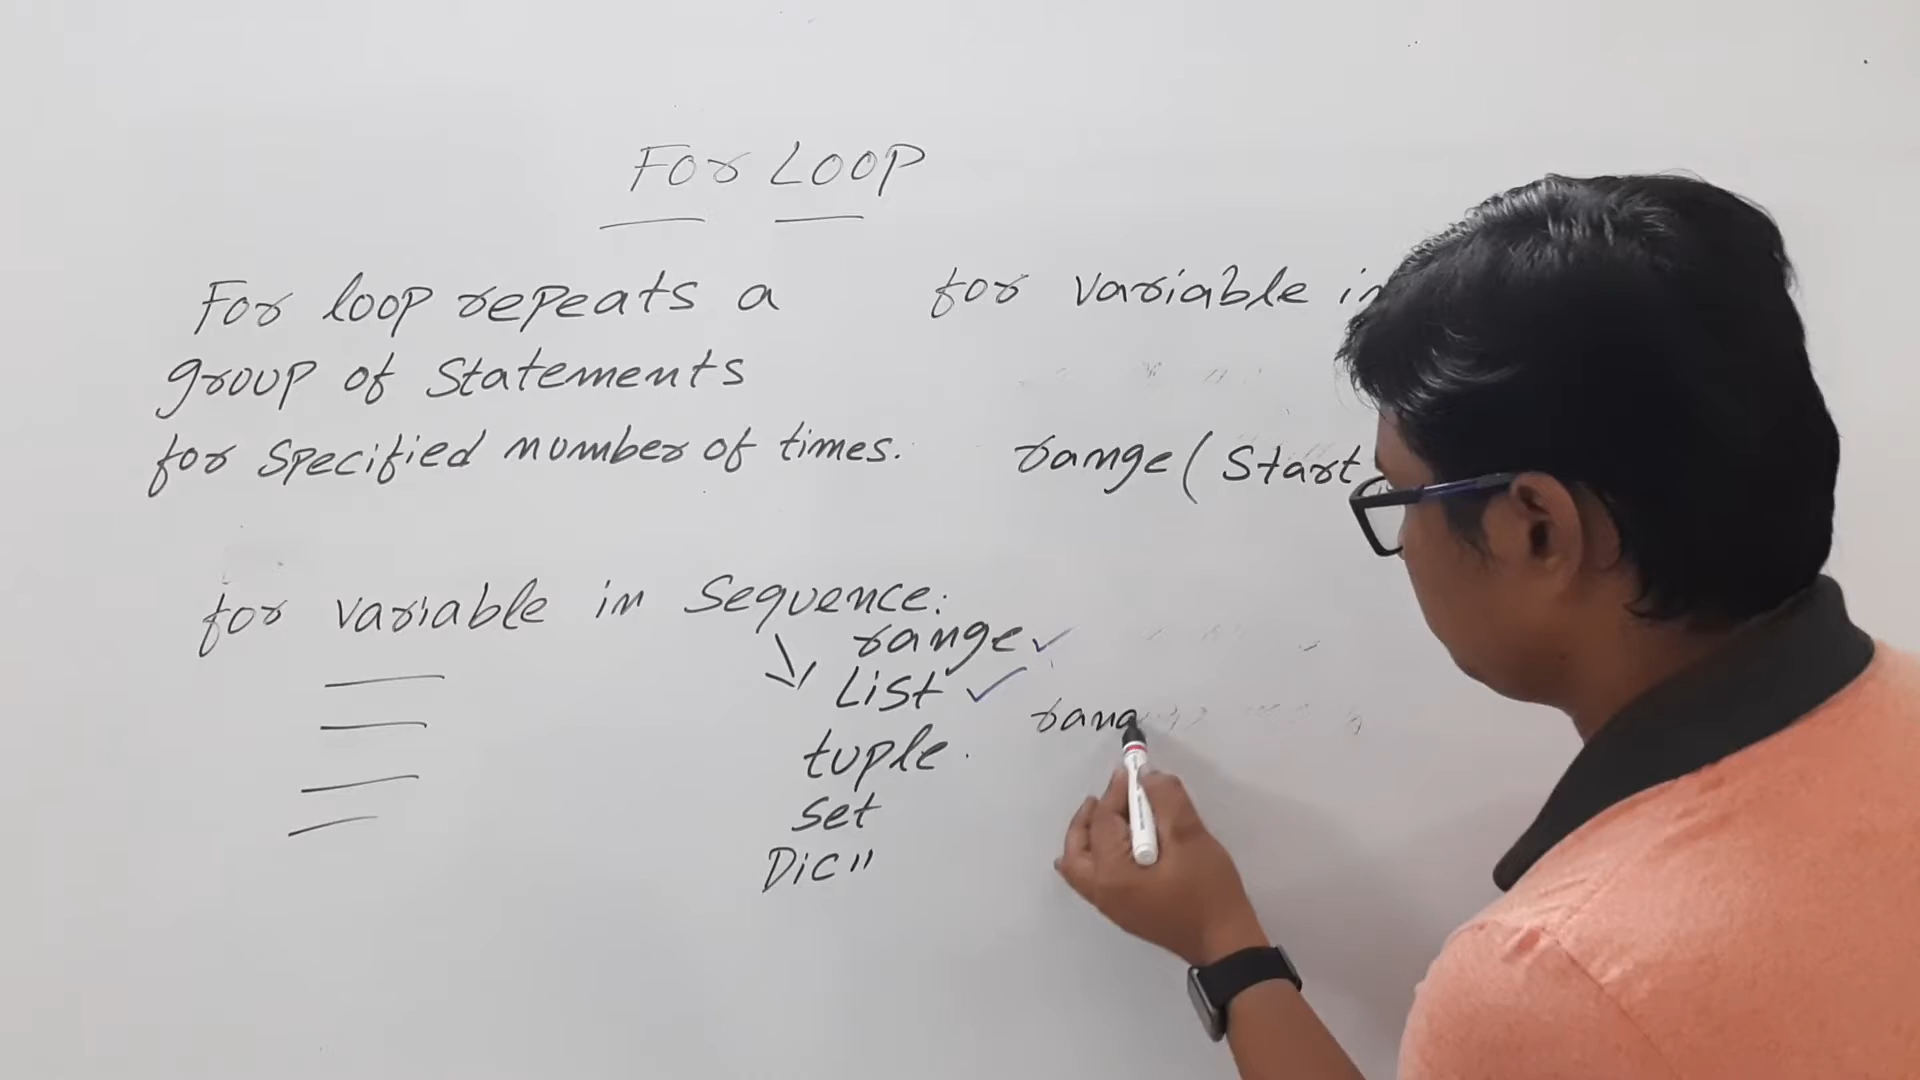 FOR LOOP
For loop repeats a
group of statements
for specified number of times.
for variable in sequence:
range
List
tuple.
set
Dic"
for variable in
range( start
rang